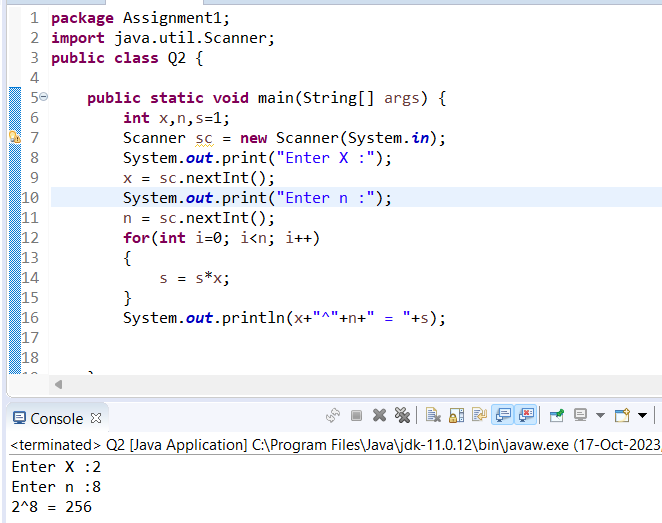 1 package Assignment1;
2 import java.util.Scanner;
3 public class Q2 {
4
5 public static void main(String[] args) {
6 int x,n,s=1;
7 Scanner sc = new Scanner(System.in);
8 System.out.print("Enter X :");
9 x = sc.nextInt();
10 System.out.print("Enter n :");
11 n = sc.nextInt();
12 for(int i=0; i<n; i++)
13 {
14 s = s*x;
15 }
16 System.out.println(x+"^"+n+" = "+s);
17
18
Console
<terminated> Q2 [Java Application] C:\Program Files\Java\jdk-11.0.12\bin\javaw.exe (17-Oct-2023,
Enter X :2
Enter n :8
2^8 = 256